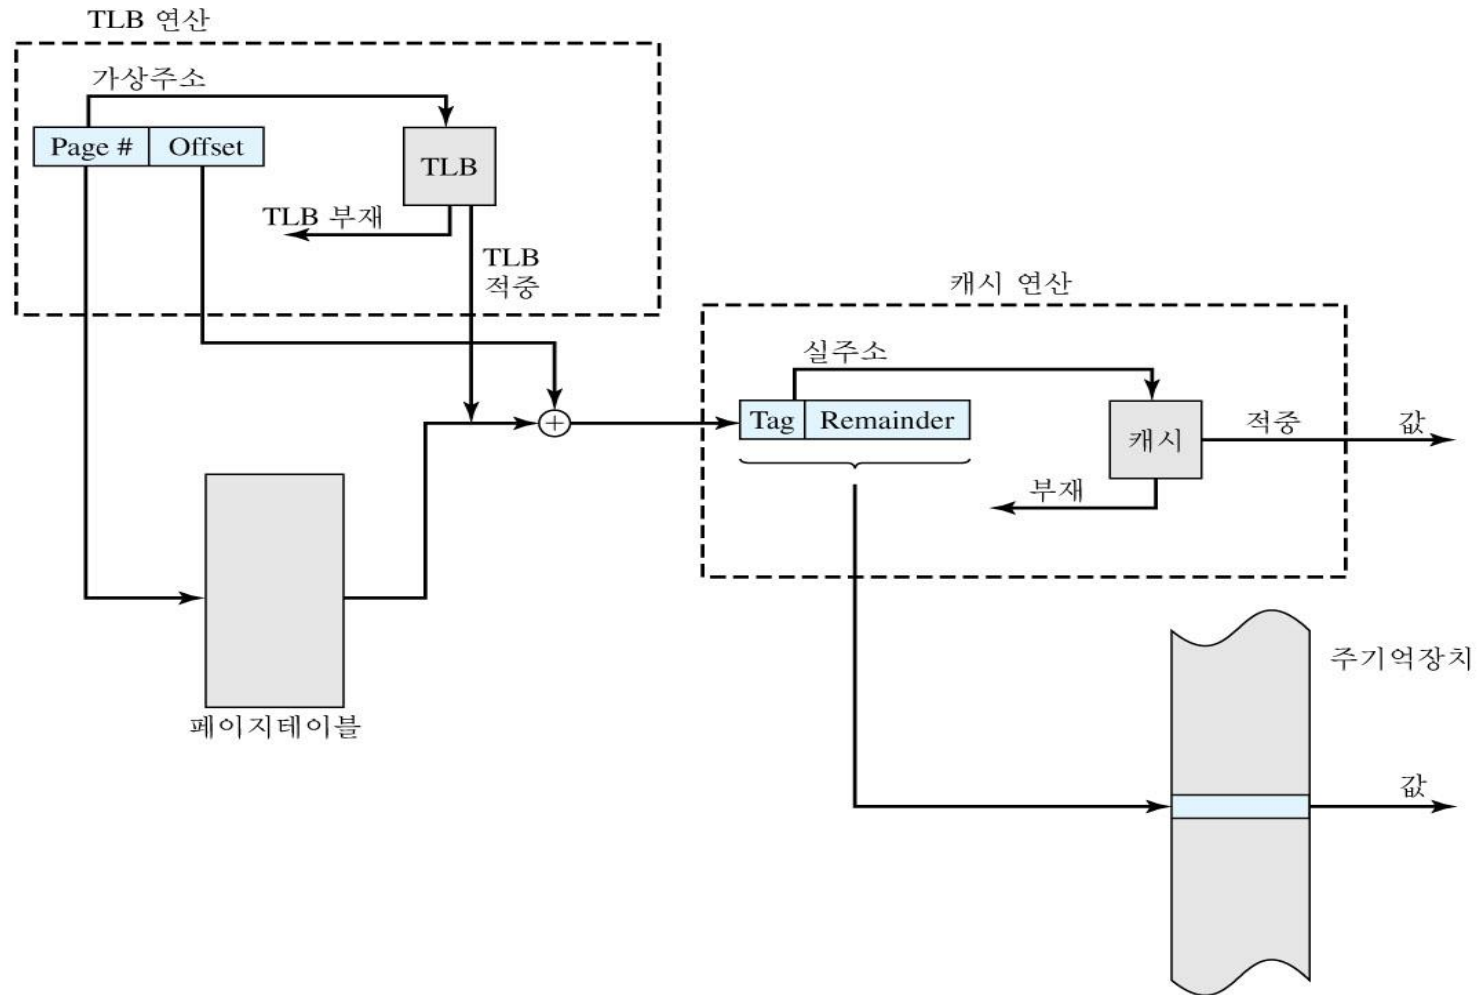 TLB 연산
가상주소
Page #
Offset
TLB
TLB 부재
TLB
적중
캐시 연산
실주소
Tag
Remainder
캐시
적중
값
부재
페이지테이블
주기억장치
값